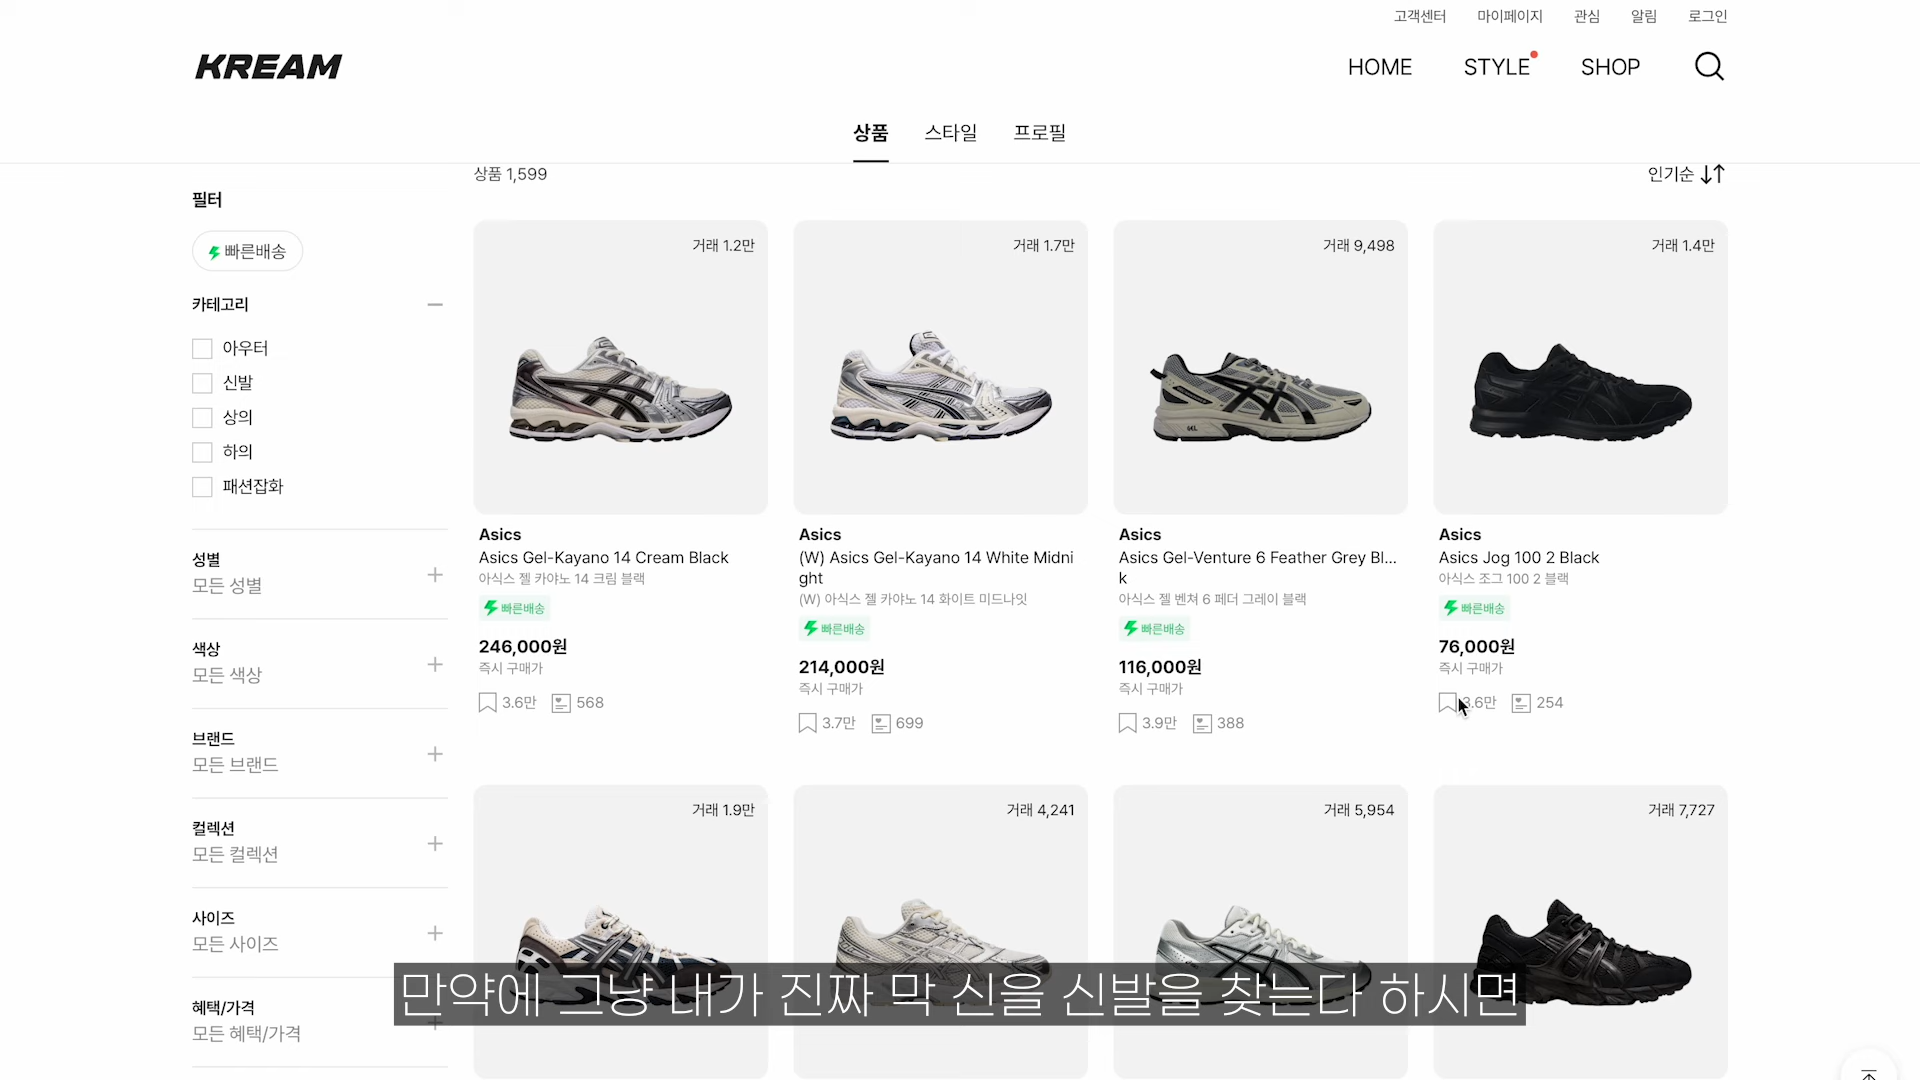 고객센터 마이페이지 관심 알림 로그인
KREAM
HOME STYLE SHOP
상품 스타일 프로필
상품 1,599
인기순
필터
빠른배송
카테고리
아우터
신발
상의
하의
패션잡화
성별
모든 성별
색상
모든 색상
브랜드
모든 브랜드
컬렉션
모든 컬렉션
사이즈
모든 사이즈
혜택/가격
모든 혜택/가격
거래 1.2만
Asics
Asics Gel-Kayano 14 Cream Black
아식스 젤 카야노 14 크림 블랙
빠른배송
246,000원
즉시 구매가
3.6만 568
거래 1.7만
Asics
(W) Asics Gel-Kayano 14 White Midni
ght
(W) 아식스 젤 카야노 14 화이트 미드나잇
빠른배송
214,000원
즉시 구매가
3.7만 699
거래 9,498
GEL
Asics
Asics Gel-Venture 6 Feather Grey Bl...
k
아식스 젤 벤쳐 6 페더 그레이 블랙
빠른배송
116,000원
즉시 구매가
3.9만 388
거래 1.4만
Asics
Asics Jog 100 2 Black
아식스 조그 100 2 블랙
빠른배송
76,000원
즉시 구매가
3.6만 254
거래 1.9만
거래 4,241
거래 5,954
거래 7,727
만약에 그냥 내가 진짜 막 신을 신발을 찾는다 하시면